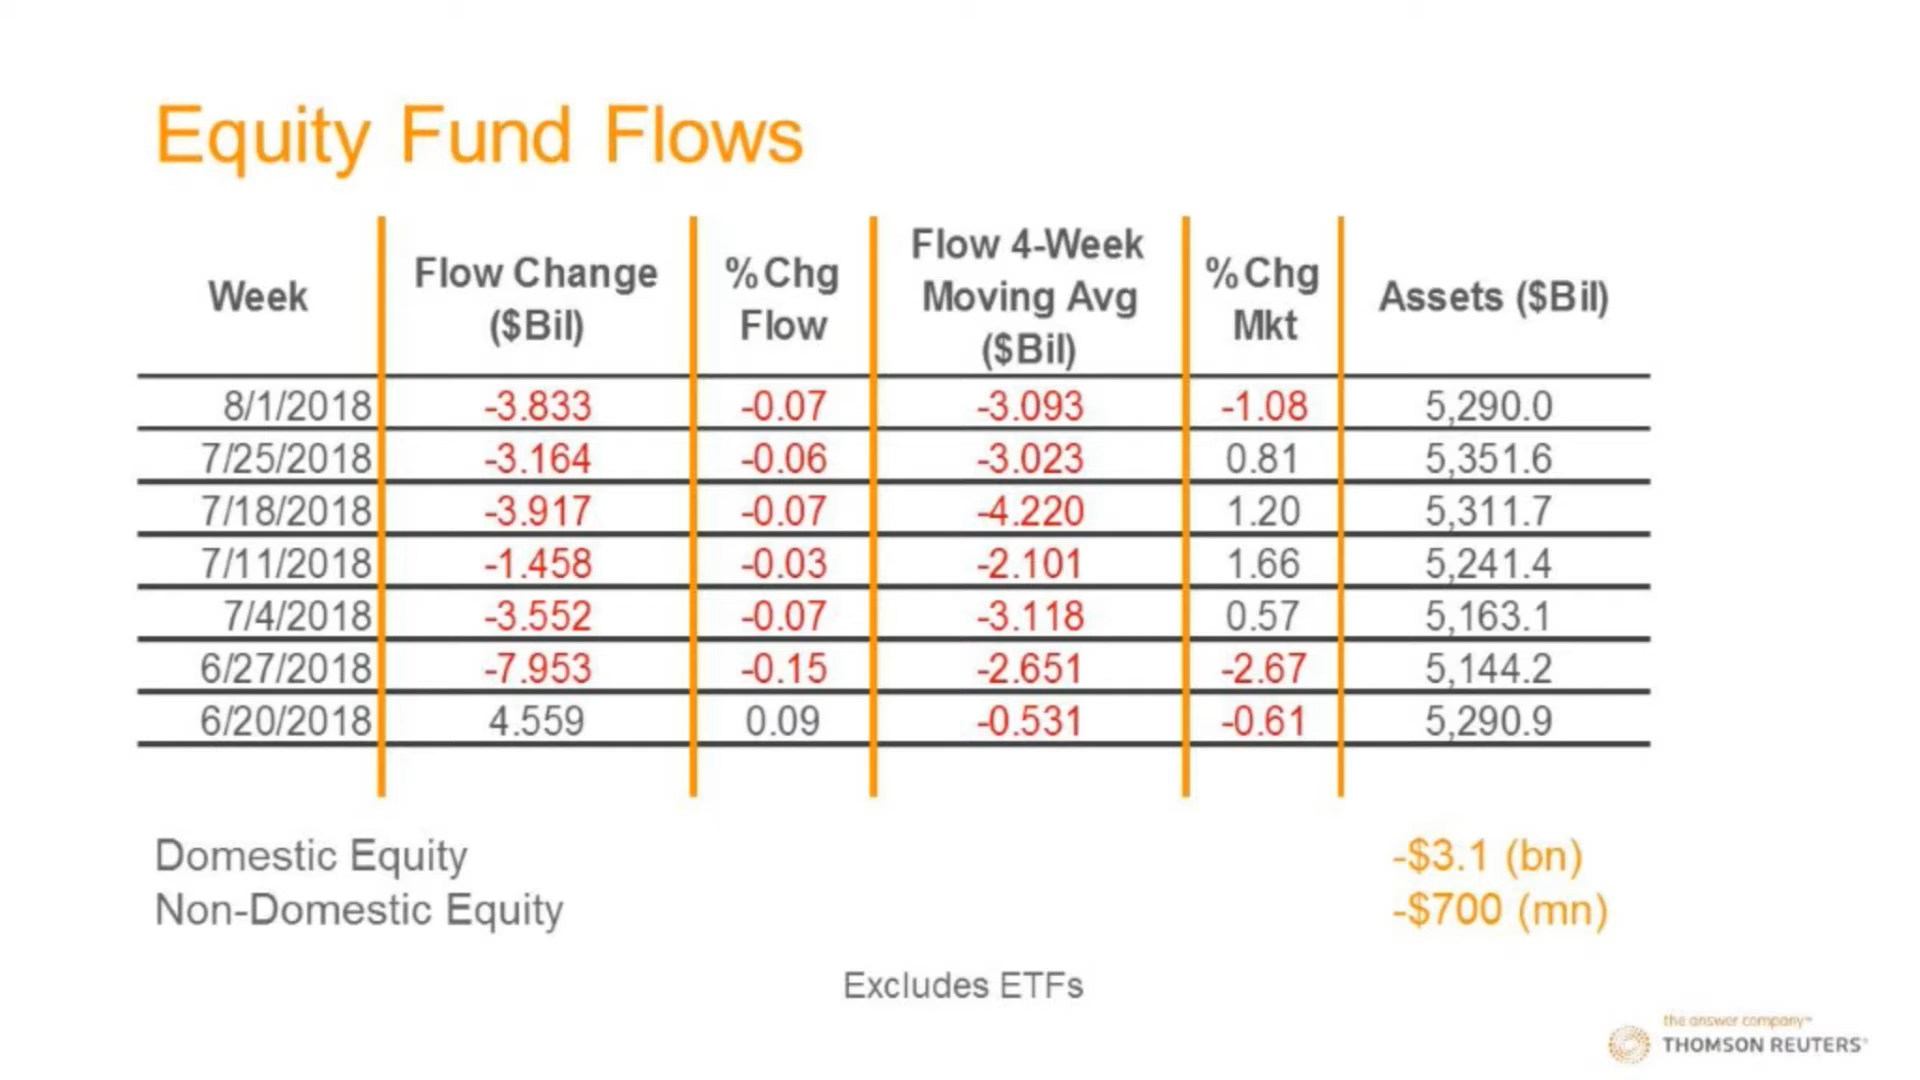 Equity Fund Flows
Week | Flow Change ($Bil) | %Chg Flow | Flow 4-Week Moving Avg ($Bil) | %Chg Mkt | Assets ($Bil)
8/1/2018 | -3.833 | -0.07 | -3.093 | -1.08 | 5,290.0
7/25/2018 | -3.164 | -0.06 | -3.023 | 0.81 | 5,351.6
7/18/2018 | -3.917 | -0.07 | -4.220 | 1.20 | 5,311.7
7/11/2018 | -1.458 | -0.03 | -2.101 | 1.66 | 5,241.4
7/4/2018 | -3.552 | -0.07 | -3.118 | 0.57 | 5,163.1
6/27/2018 | -7.953 | -0.15 | -2.651 | -2.67 | 5,144.2
6/20/2018 | 4.559 | 0.09 | -0.531 | -0.61 | 5,290.9
Domestic Equity -$3.1 (bn)
Non-Domestic Equity -$700 (mn)
Excludes ETFs
the answer company™
THOMSON REUTERS®